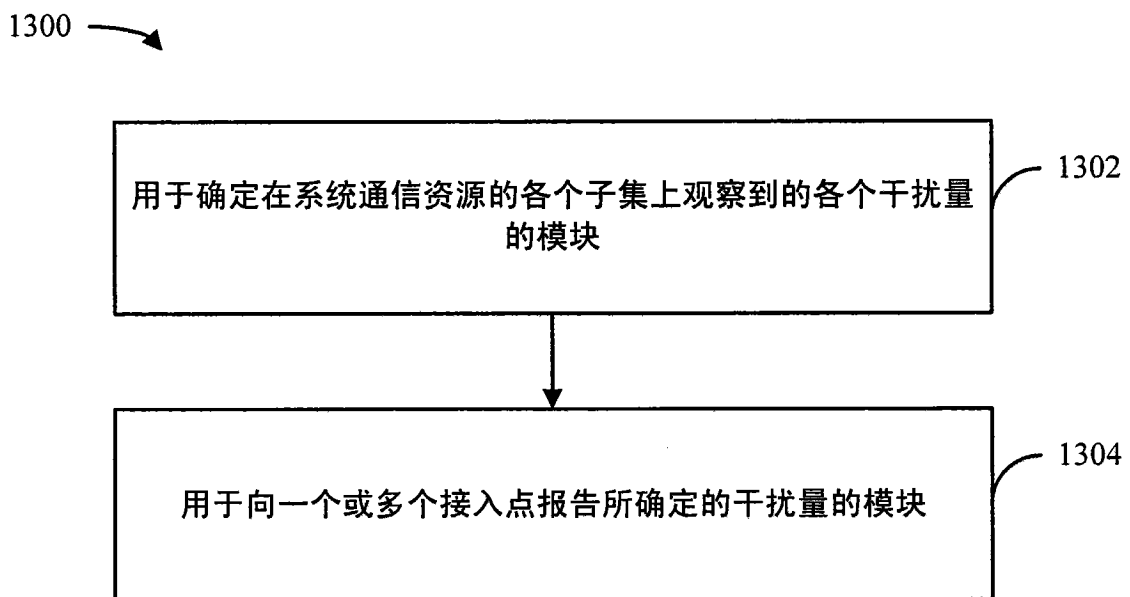 1300
用于确定在系统通信资源的各个子集上观察到的各个干扰量
的模块
1302
用于向一个或多个接入点报告所确定的干扰量的模块
1304